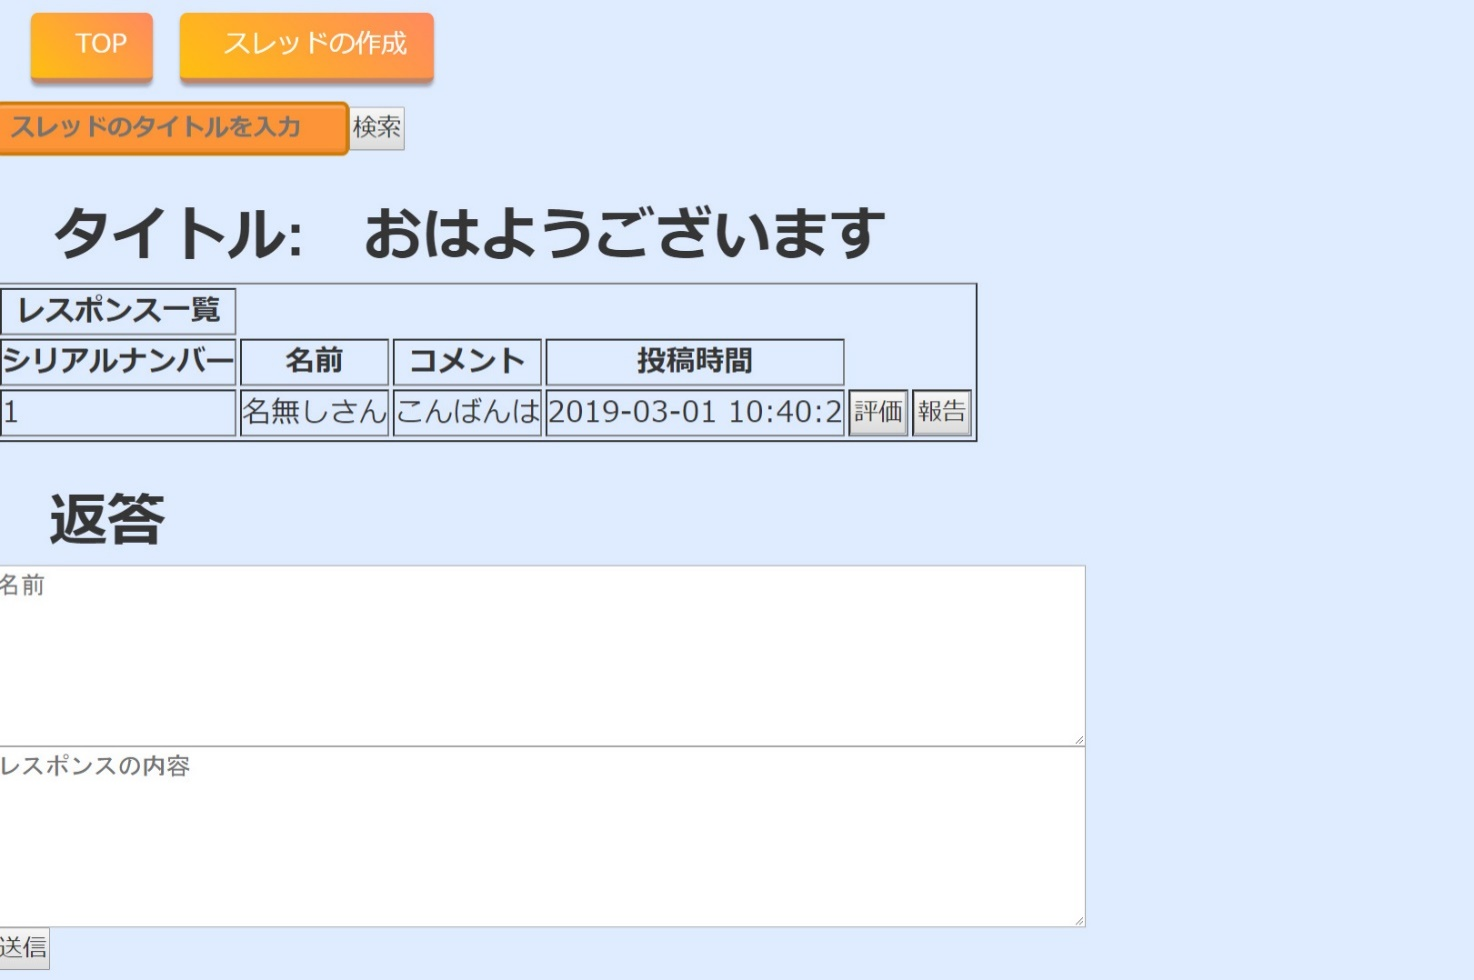 TOP スレッドの作成
スレッドのタイトルを入力 検索
タイトル: おはようございます
レスポンス一覧
シリアルナンバー 名前 コメント 投稿時間
1 名無しさん こんばんは 2019-03-01 10:40:2 評価 報告
返答
名前
レスポンスの内容
送信